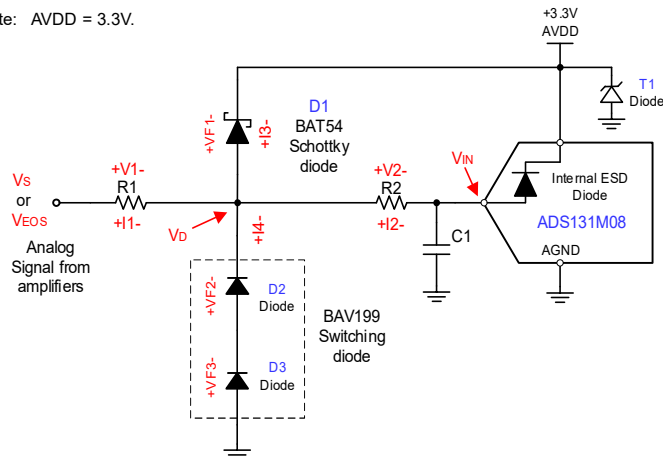 te: AVDD = 3.3V.
+3.3V
AVDD
T1
Diode
D1
BAT54
Schottky
diode
+VF1-
+I3-
VS
or
VEOS
Analog
Signal from
amplifiers
+V1-
R1
+I1-
VD
+I4-
+V2-
R2
+I2-
C1
VIN
Internal ESD
Diode
ADS131M08
AGND
+VF2-
D2
Diode
+VF3-
D3
Diode
BAV199
Switching
diode